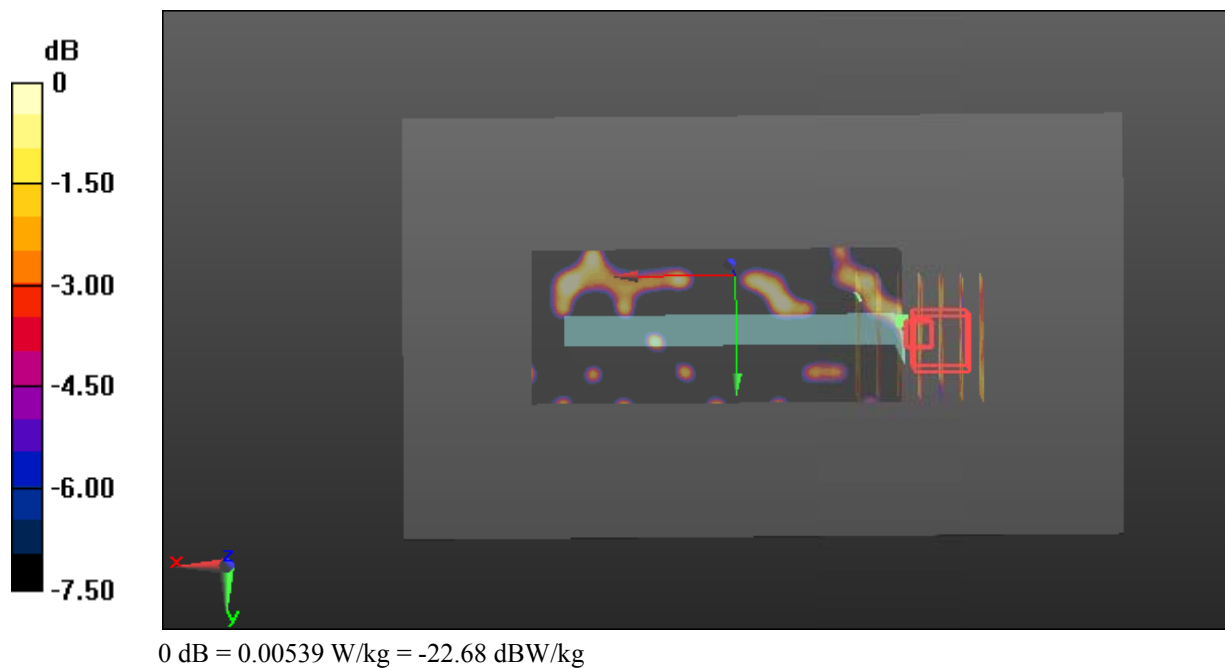 dB
0
-1.50
-3.00
-4.50
-6.00
-7.50
x
z
y
0 dB = 0.00539 W/kg = -22.68 dBW/kg